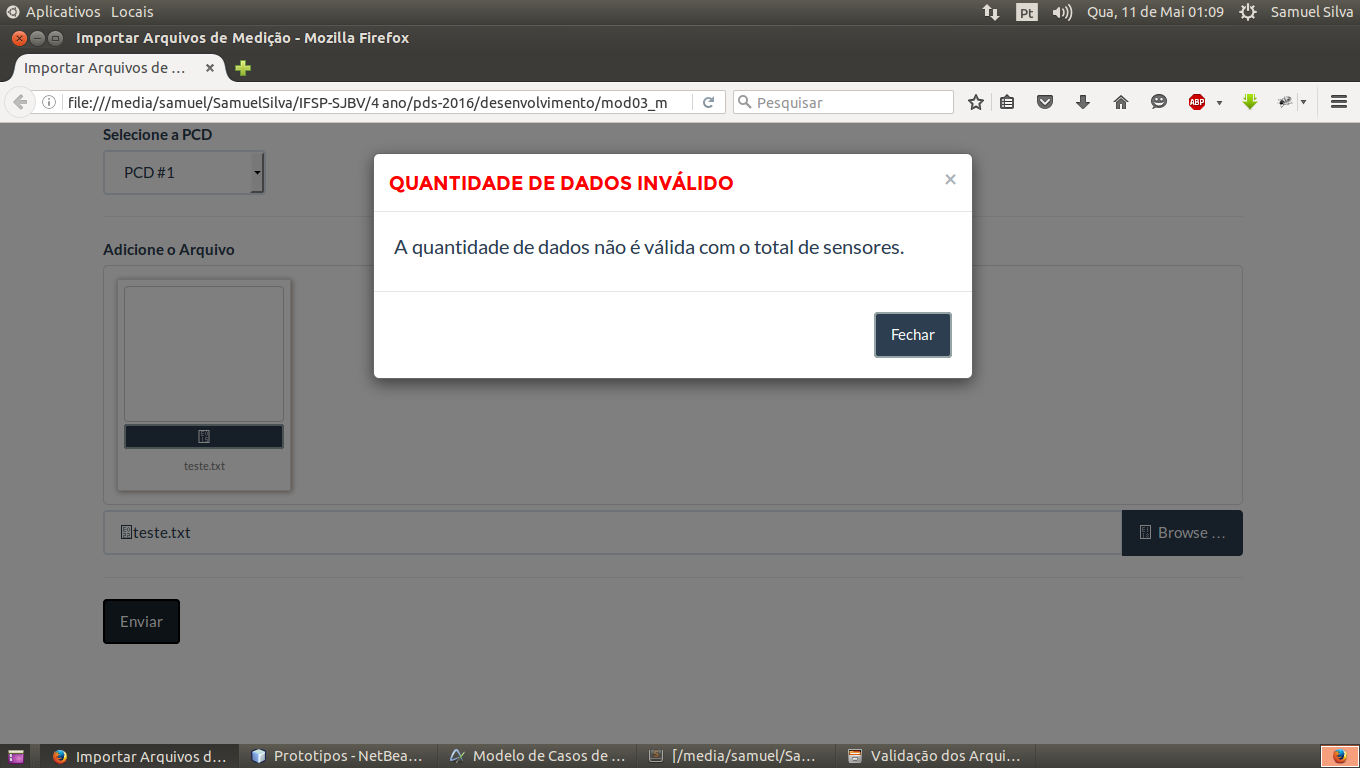 Aplicativos Locais
Pt
Qua, 11 de Mai 01:09
Samuel Silva
Importar Arquivos de Medição - Mozilla Firefox
Importar Arquivos de ...
file:///media/samuel/SamuelSilva/IFSP-SJBV/4 ano/pds-2016/desenvolvimento/mod03_m
Pesquisar
ABP
Selecione a PCD
PCD #1
QUANTIDADE DE DADOS INVÁLIDO
×
A quantidade de dados não é válida com o total de sensores.
Fechar
Adicione o Arquivo
teste.txt
teste.txt
Browse ...
Enviar
Importar Arquivos d...
Prototipos - NetBea...
Modelo de Casos de ...
[/media/samuel/Sa...
Validação dos Arqui...